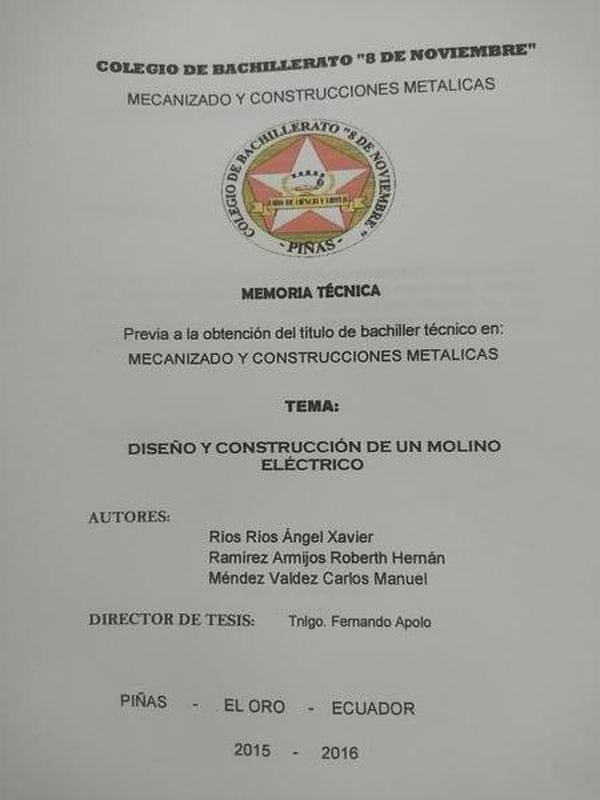 COLEGIO DE BACHILLERATO "8 DE NOVIEMBRE"
MECANIZADO Y CONSTRUCCIONES METALICAS
COLEGIO DE BACHILLERATO "8 DE NOVIEMBRE"
- PIÑAS -
MEMORIA TÉCNICA
Previa a la obtención del título de bachiller técnico en:
MECANIZADO Y CONSTRUCCIONES METALICAS
TEMA:
DISEÑO Y CONSTRUCCIÓN DE UN MOLINO
ELÉCTRICO
AUTORES:
Ríos Ríos Ángel Xavier
Ramírez Armijos Roberth Hernán
Méndez Valdez Carlos Manuel
DIRECTOR DE TESIS: Tnlgo. Fernando Apolo
PIÑAS - EL ORO - ECUADOR
2015 - 2016